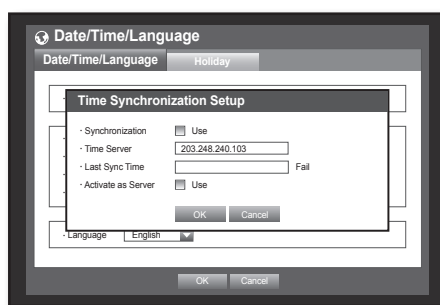 Date/Time/Language
Date/Time/Language Holiday
Time Synchronization Setup
· Synchronization Use
· Time Server 203.248.240.103
· Last Sync Time Fail
· Activate as Server Use
OK Cancel
· Language English
OK Cancel